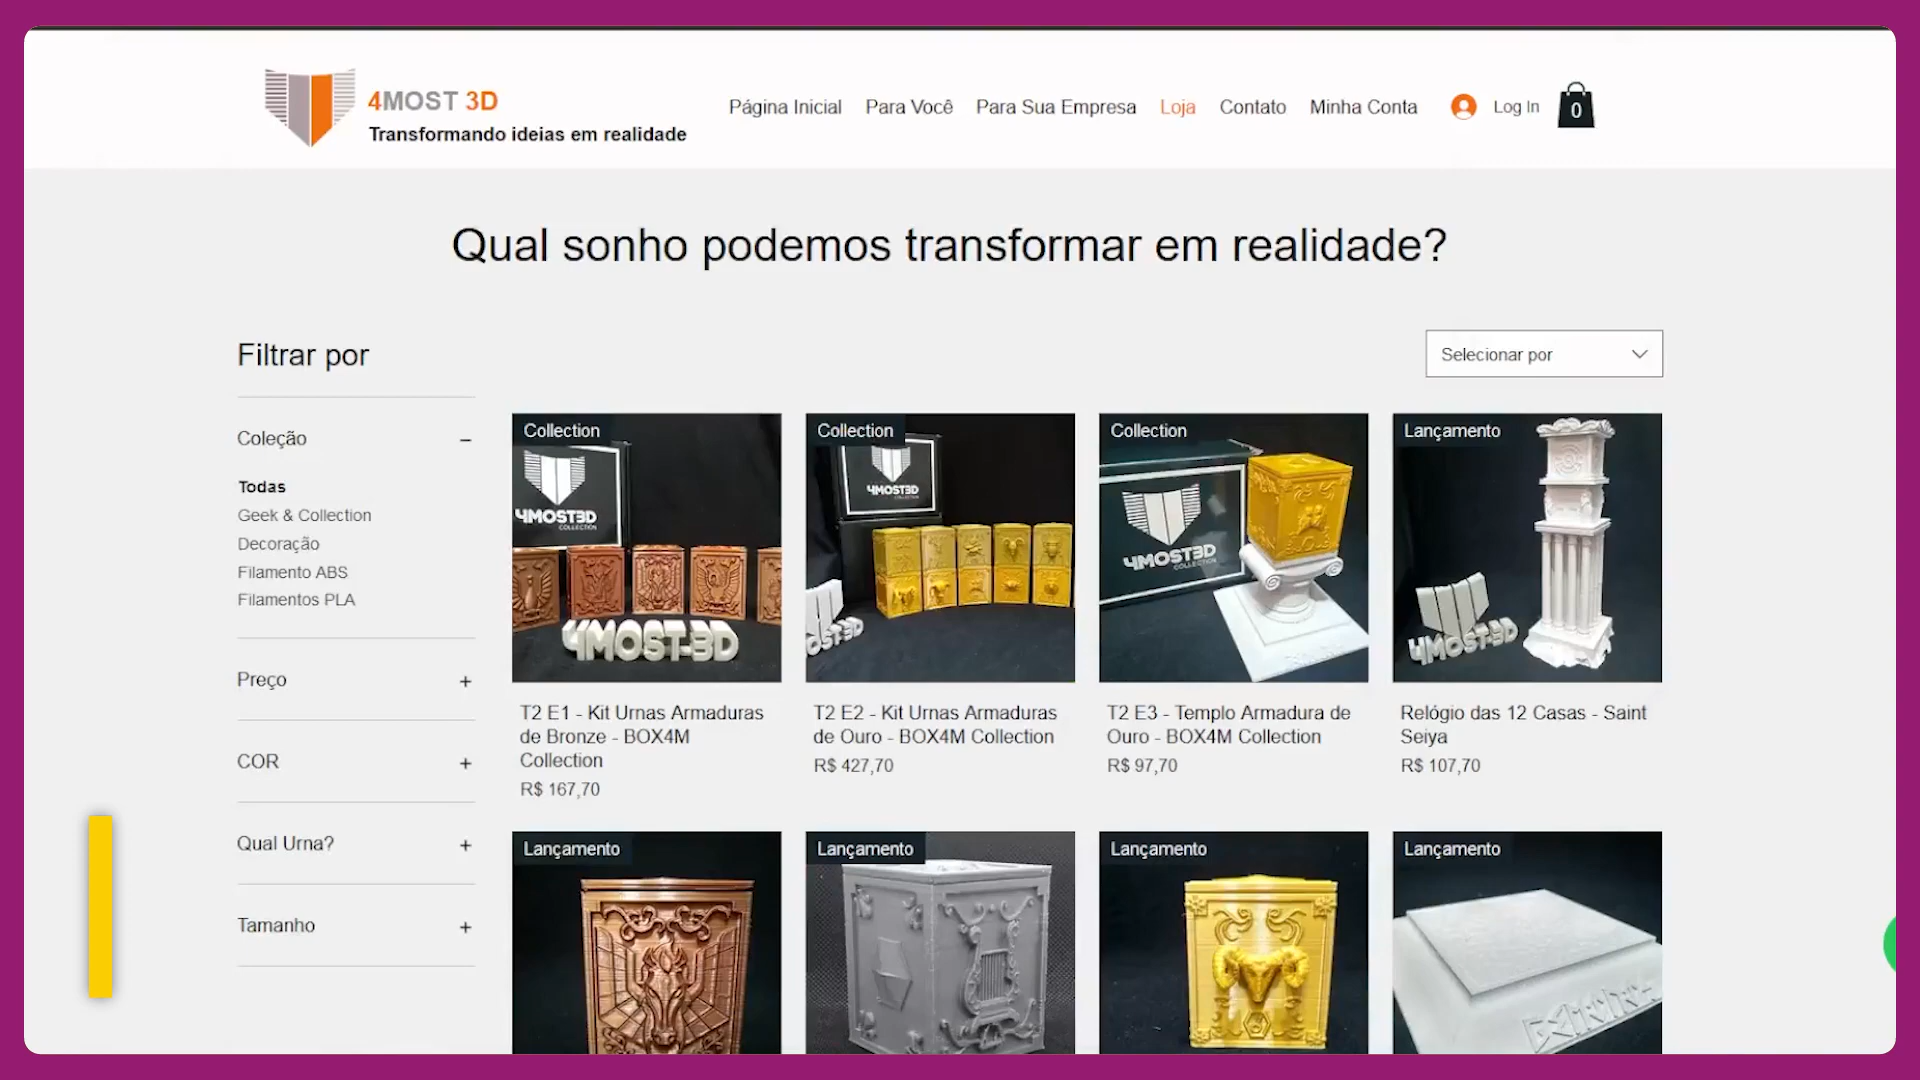 4MOST 3D
Transformando ideias em realidade
Página Inicial
Para Você
Para Sua Empresa
Loja
Contato
Minha Conta
Log In
0
Qual sonho podemos transformar em realidade?
Filtrar por
Selecionar por
Coleção
−
Todas
Geek & Collection
Decoração
Filamento ABS
Filamentos PLA
Preço
+
COR
+
Qual Urna?
+
Tamanho
+
Collection
4MOST3D
COLLECTION
4MOST-3D
T2 E1 - Kit Urnas Armaduras
de Bronze - BOX4M
Collection
R$ 167,70
Collection
4MOST3D
COLLECTION
OST-3D
T2 E2 - Kit Urnas Armaduras
de Ouro - BOX4M Collection
R$ 427,70
Collection
4MOST3D
COLLECTION
T2 E3 - Templo Armadura de
Ouro - BOX4M Collection
R$ 97,70
Lançamento
4MOST-3D
Relógio das 12 Casas - Saint
Seiya
R$ 107,70
Lançamento
Lançamento
Lançamento
Lançamento